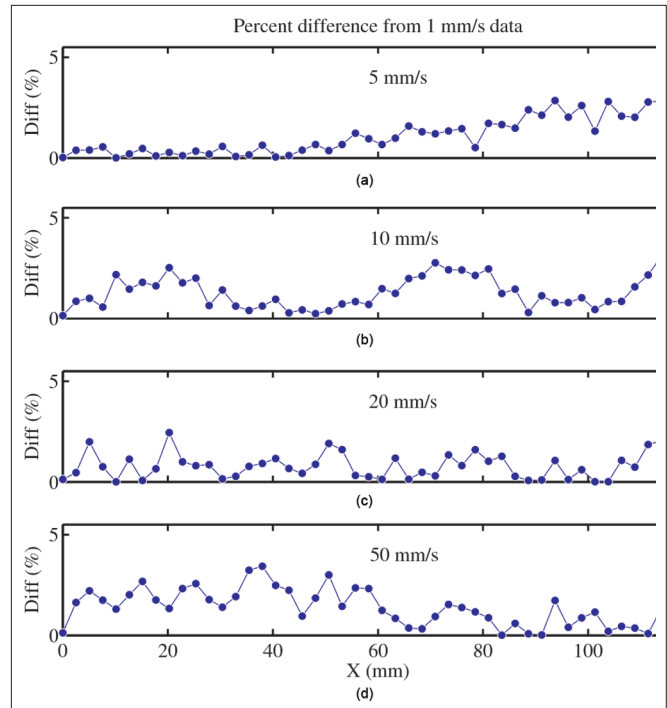 Percent difference from 1 mm/s data
5
5 mm/s
Diff (%)
0
(a)
5
10 mm/s
Diff (%)
0
(b)
5
20 mm/s
Diff (%)
0
(c)
5
50 mm/s
Diff (%)
0
0 20 40 60 80 100
X (mm)
(d)